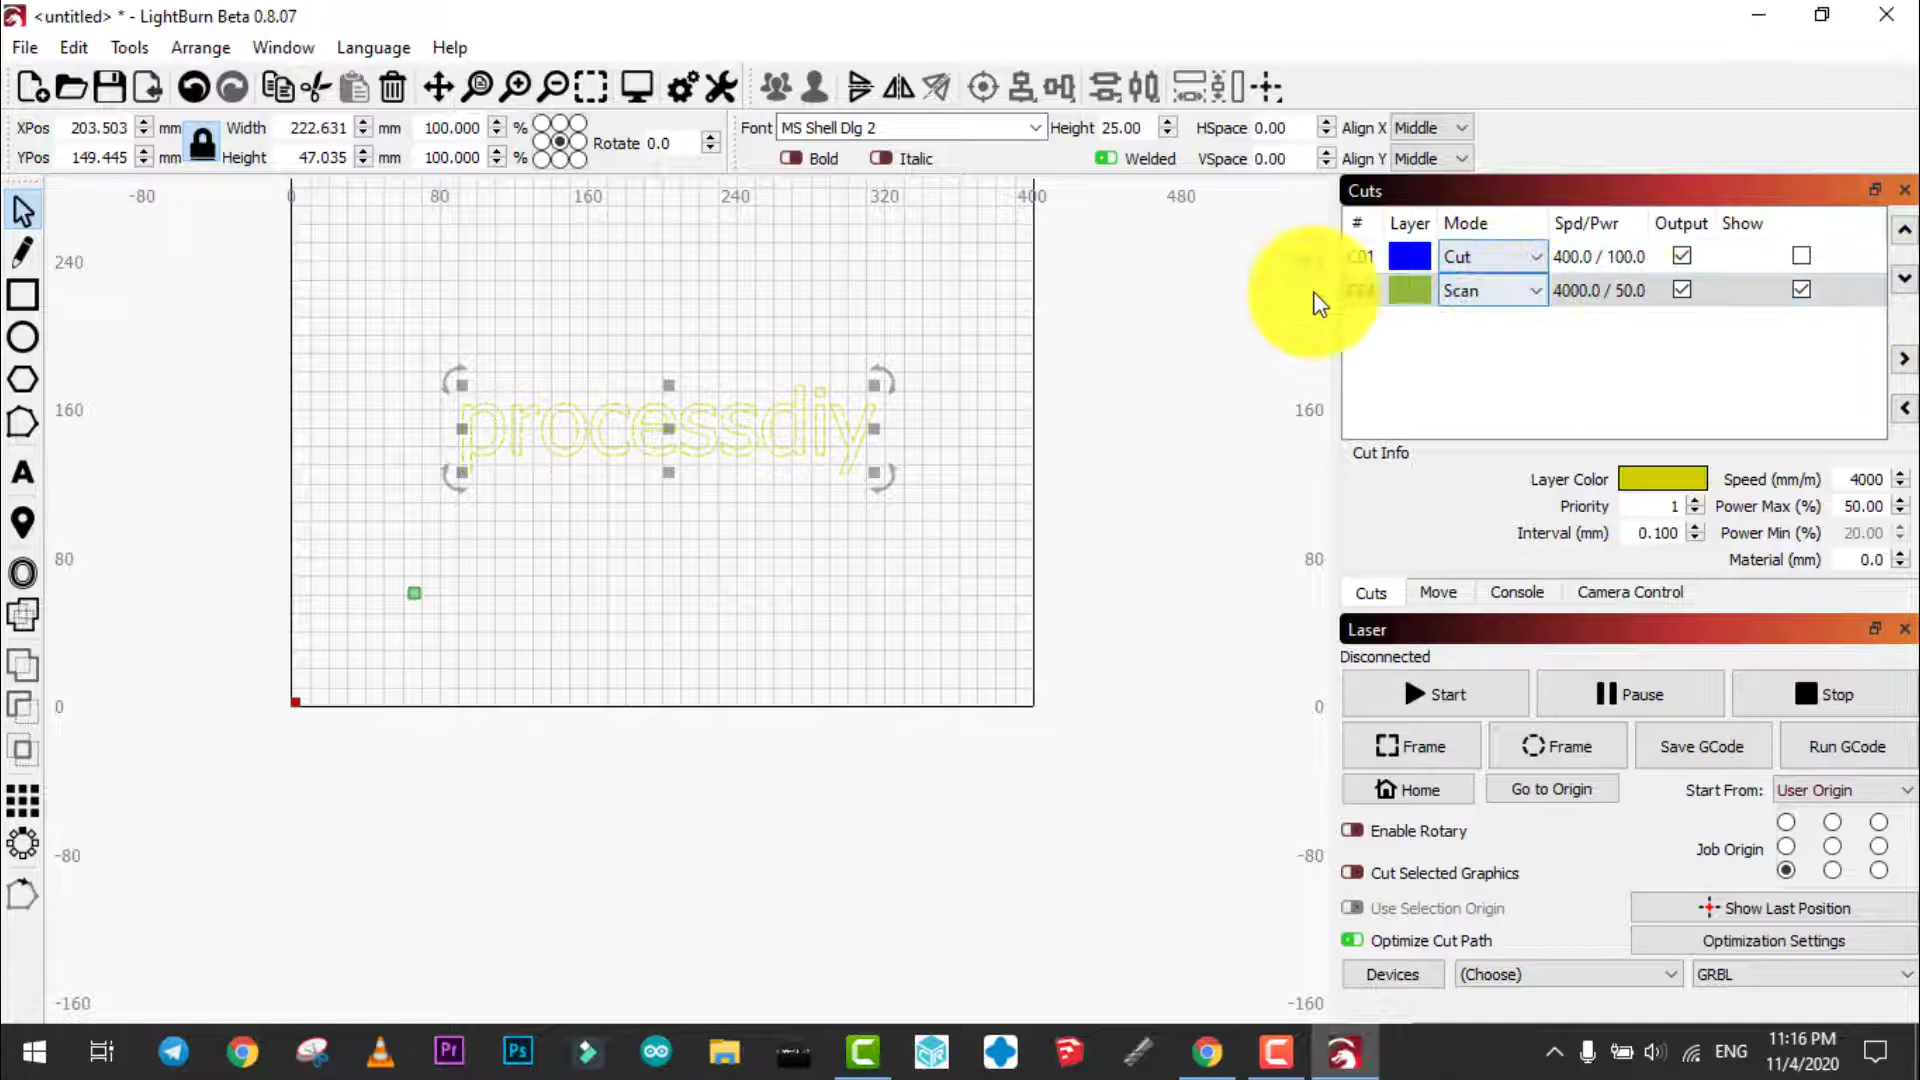 <untitled> * - LightBurn Beta 0.8.07
File Edit Tools Arrange Window Language Help
XPos 203.503 mm Width 222.631 mm 100.000 % Rotate 0.0 Font MS Shell Dlg 2 Height 25.00 HSpace 0.00 Align X Middle
YPos 149.445 mm Height 47.035 mm 100.000 % Bold Italic Welded VSpace 0.00 Align Y Middle
-80 0 80 160 240 320 400 480
240
160 160
80 80
0 0
-80 -80
-160 -160
processdiy
Cuts
# Layer Mode Spd/Pwr Output Show
C01 Cut 400.0 / 100.0
Scan 4000.0 / 50.0
Cut Info
Layer Color Speed (mm/m) 4000
Priority 1 Power Max (%) 50.00
Interval (mm) 0.100 Power Min (%) 20.00
Material (mm) 0.0
Cuts Move Console Camera Control
Laser
Disconnected
Start Pause Stop
Frame Frame Save GCode Run GCode
Home Go to Origin Start From: User Origin
Enable Rotary
Job Origin
Cut Selected Graphics
Use Selection Origin Show Last Position
Optimize Cut Path Optimization Settings
Devices (Choose) GRBL
Pr Ps ENG 11:16 PM
11/4/2020